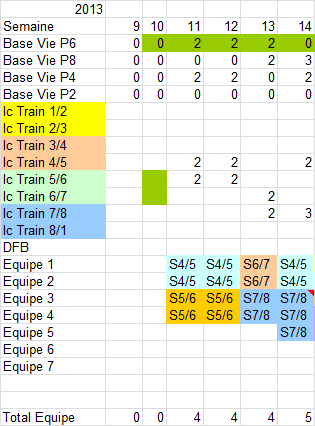 2013
Semaine 9 10 11 12 13 14
Base Vie P6 0 0 2 2 2 0
Base Vie P8 0 0 0 0 2 3
Base Vie P4 0 0 2 2 0 2
Base Vie P2 0 0 0 0 0 0
Ic Train 1/2
Ic Train 2/3
Ic Train 3/4
Ic Train 4/5 2 2 2
Ic Train 5/6 2 2
Ic Train 6/7 2
Ic Train 7/8 2 3
Ic Train 8/1
DFB
Equipe 1 S4/5 S4/5 S6/7 S4/5
Equipe 2 S4/5 S4/5 S6/7 S4/5
Equipe 3 S5/6 S5/6 S7/8 S7/8
Equipe 4 S5/6 S5/6 S7/8 S7/8
Equipe 5 S7/8
Equipe 6
Equipe 7
Total Equipe 0 0 4 4 4 5